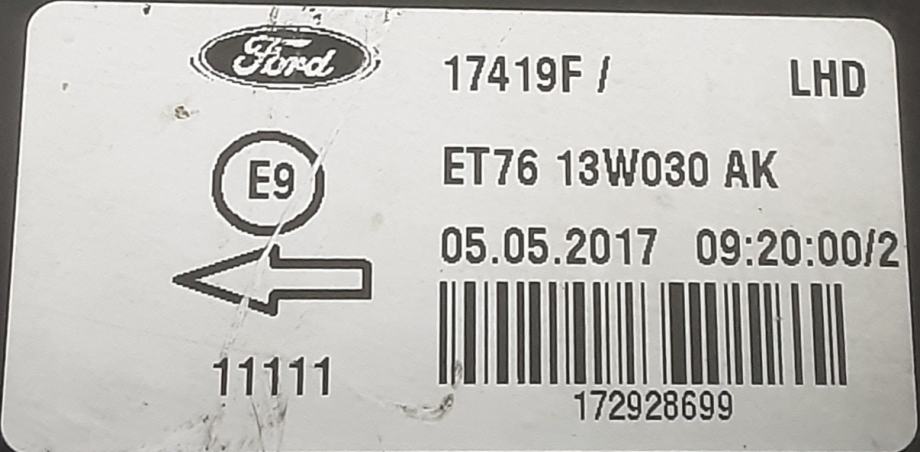 Ford
17419F / LHD
E9
ET76 13W030 AK
05.05.2017 09:20:00/2
11111
172928699